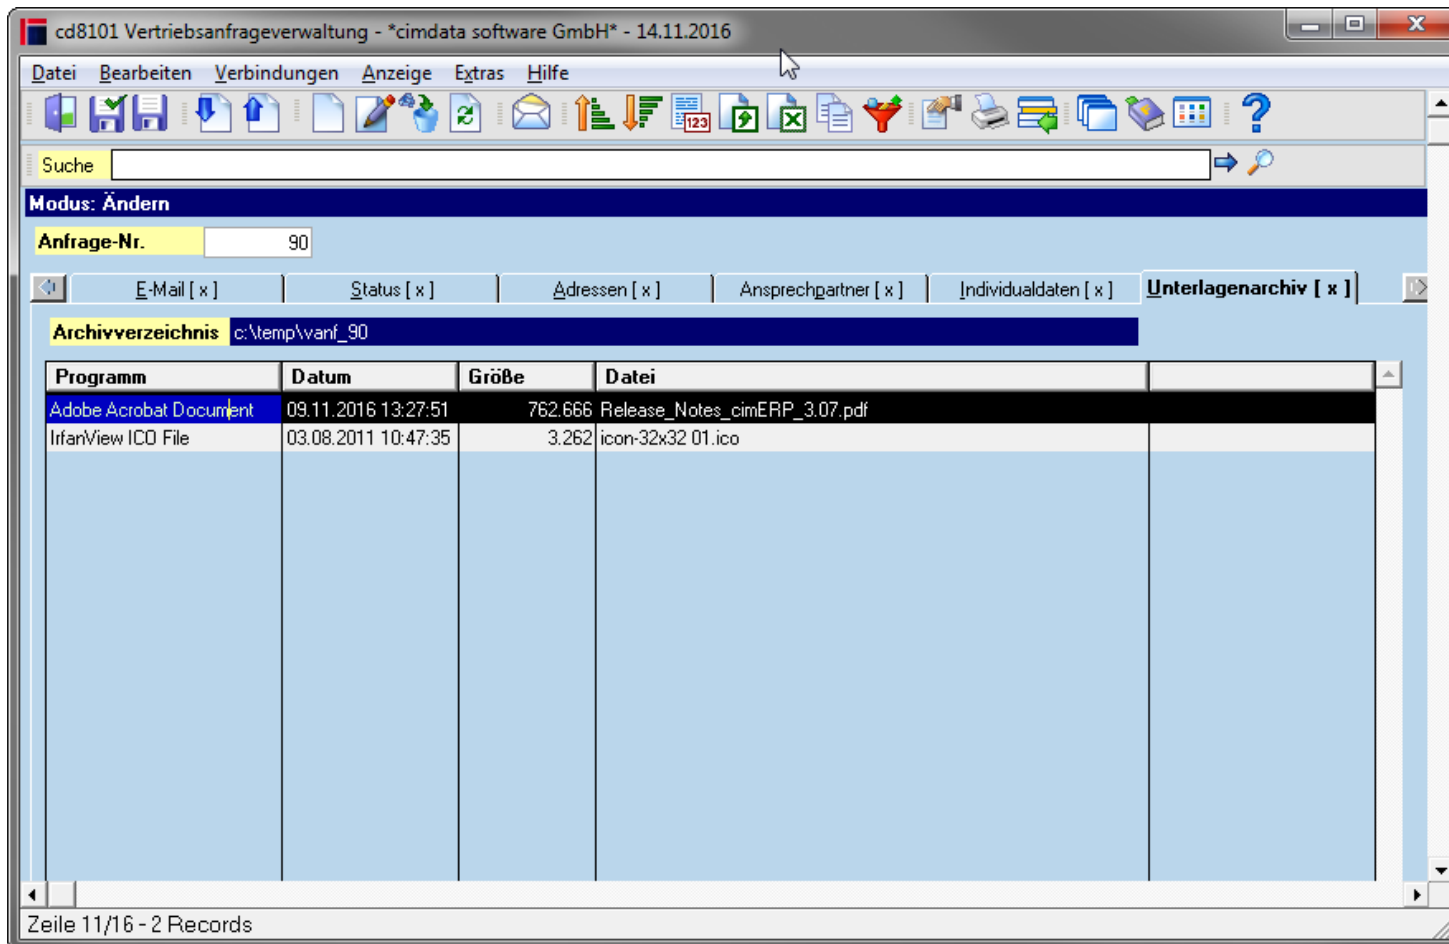 cd8101 Vertriebsanfrageverwaltung - *cimdata software GmbH* - 14.11.2016
Datei Bearbeiten Verbindungen Anzeige Extras Hilfe
123
Suche
Modus: Ändern
Anfrage-Nr. 90
E-Mail [ x ] Status [ x ] Adressen [ x ] Ansprechpartner [ x ] Individualdaten [ x ] Unterlagenarchiv [ x ]
Archivverzeichnis c:\temp\vanf_90
Programm Datum Größe Datei
Adobe Acrobat Document 09.11.2016 13:27:51 762.666 Release_Notes_cimERP_3.07.pdf
IrfanView ICO File 03.08.2011 10:47:35 3.262 icon-32x32 01.ico
Zeile 11/16 - 2 Records